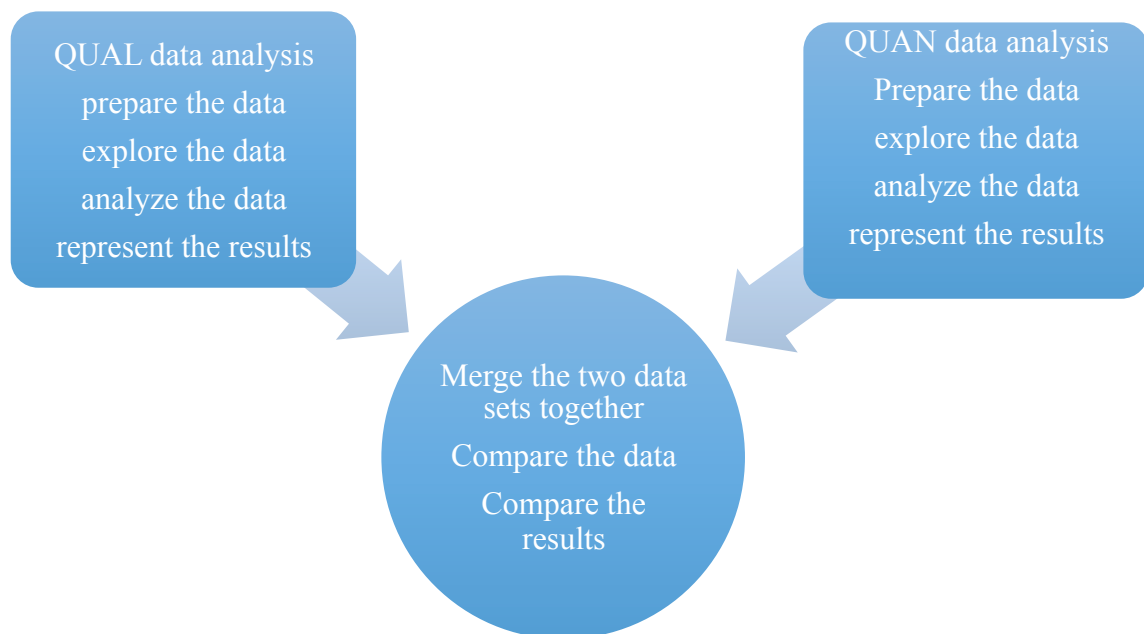 QUAL data analysis
prepare the data
explore the data
analyze the data
represent the results
QUAN data analysis
Prepare the data
explore the data
analyze the data
represent the results
Merge the two data
sets together
Compare the data
Compare the
results